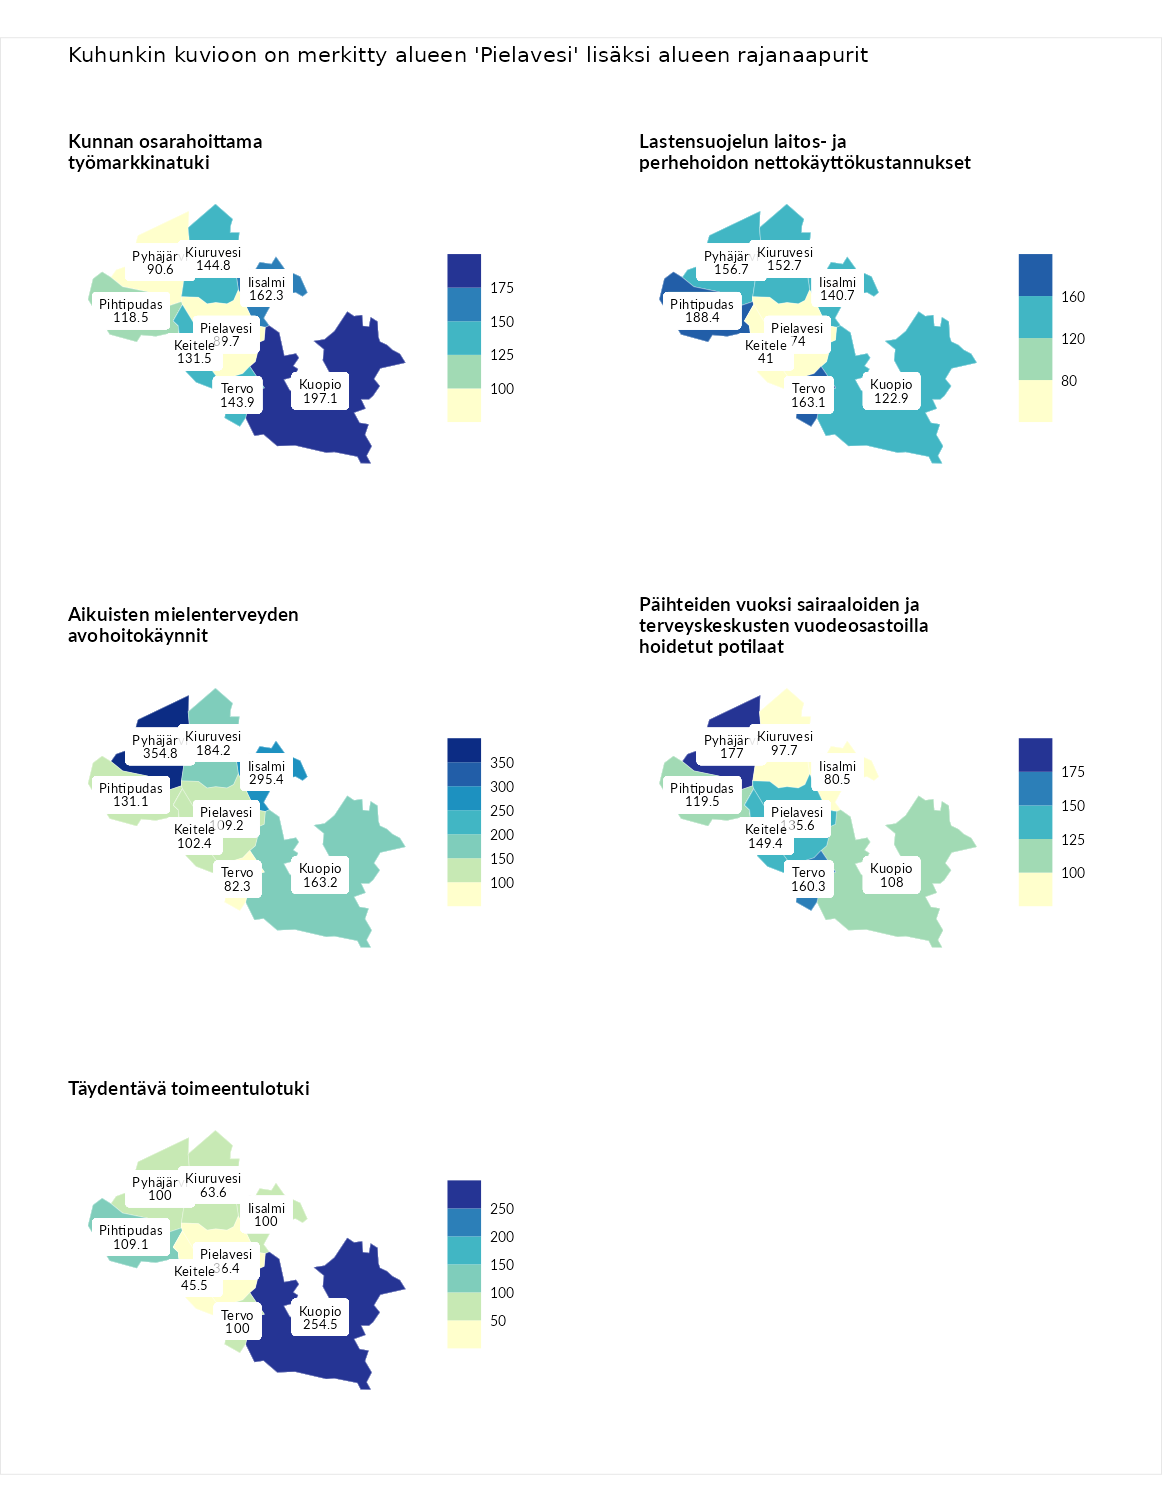 Kuhunkin kuvioon on merkitty alueen 'Pielavesi' lisäksi alueen rajanaapurit
Kunnan osarahoittama
työmarkkinatuki
Pyhäjär
90.6
Kiuruvesi
144.8
Iisalmi
162.3
Pihtipudas
118.5
Pielavesi
89.7
Keitele
131.5
Tervo
143.9
Kuopio
197.1
175
150
125
100
Lastensuojelun laitos- ja
perhehoidon nettokäyttökustannukset
Pyhäjär
156.7
Kiuruvesi
152.7
Iisalmi
140.7
Pihtipudas
188.4
Pielavesi
74
Keitele
41
Tervo
163.1
Kuopio
122.9
160
120
80
Aikuisten mielenterveyden
avohoitokäynnit
Pyhäjär
354.8
Kiuruvesi
184.2
Iisalmi
295.4
Pihtipudas
131.1
Pielavesi
109.2
Keitele
102.4
Tervo
82.3
Kuopio
163.2
350
300
250
200
150
100
Päihteiden vuoksi sairaaloiden ja
terveyskeskusten vuodeosastoilla
hoidetut potilaat
Pyhäjärv
177
Kiuruvesi
97.7
Iisalmi
80.5
Pihtipudas
119.5
Pielavesi
135.6
Keitele
149.4
Tervo
160.3
Kuopio
108
175
150
125
100
Täydentävä toimeentulotuki
Pyhäjär
100
Kiuruvesi
63.6
Iisalmi
100
Pihtipudas
109.1
Pielavesi
36.4
Keitele
45.5
Tervo
100
Kuopio
254.5
250
200
150
100
50